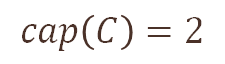 cap(C) = 2